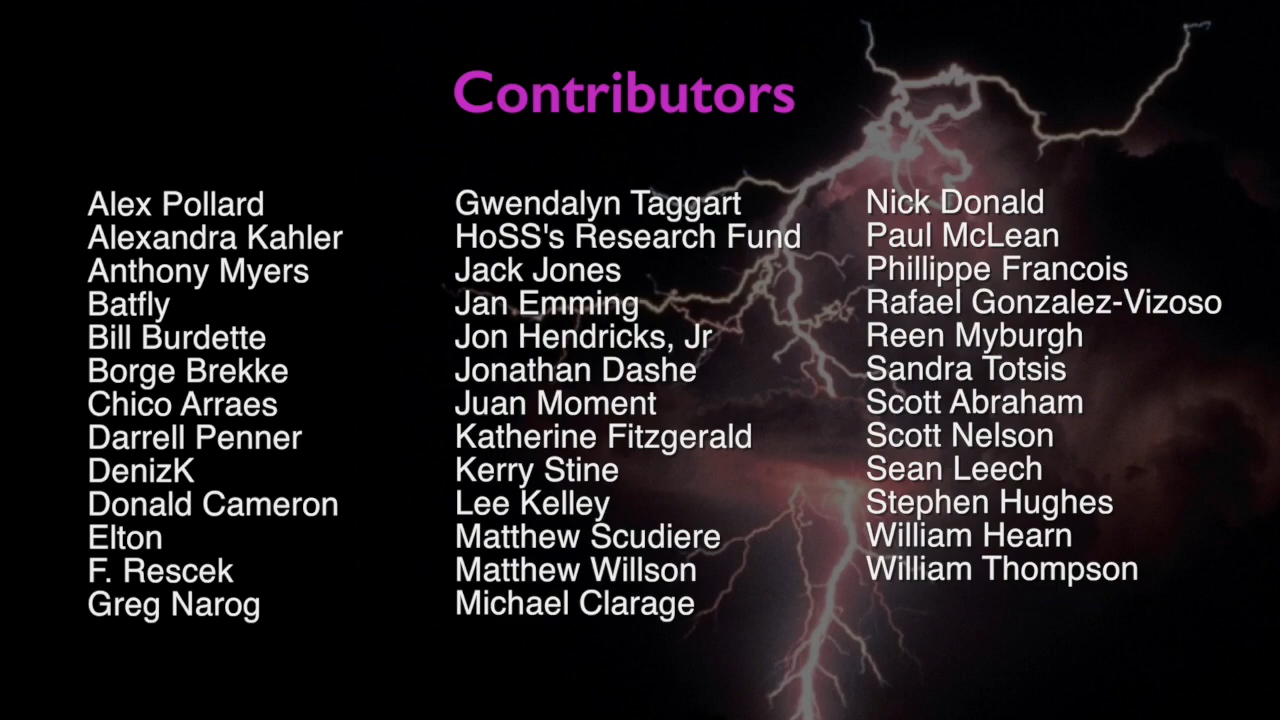 Contributors
Alex Pollard
Alexandra Kahler
Anthony Myers
Batfly
Bill Burdette
Borge Brekke
Chico Arraes
Darrell Penner
DenizK
Donald Cameron
Elton
F. Rescek
Greg Narog
Gwendalyn Taggart
HoSS's Research Fund
Jack Jones
Jan Emming
Jon Hendricks, Jr
Jonathan Dashe
Juan Moment
Katherine Fitzgerald
Kerry Stine
Lee Kelley
Matthew Scudiere
Matthew Willson
Michael Clarage
Nick Donald
Paul McLean
Phillippe Francois
Rafael Gonzalez-Vizoso
Reen Myburgh
Sandra Totsis
Scott Abraham
Scott Nelson
Sean Leech
Stephen Hughes
William Hearn
William Thompson